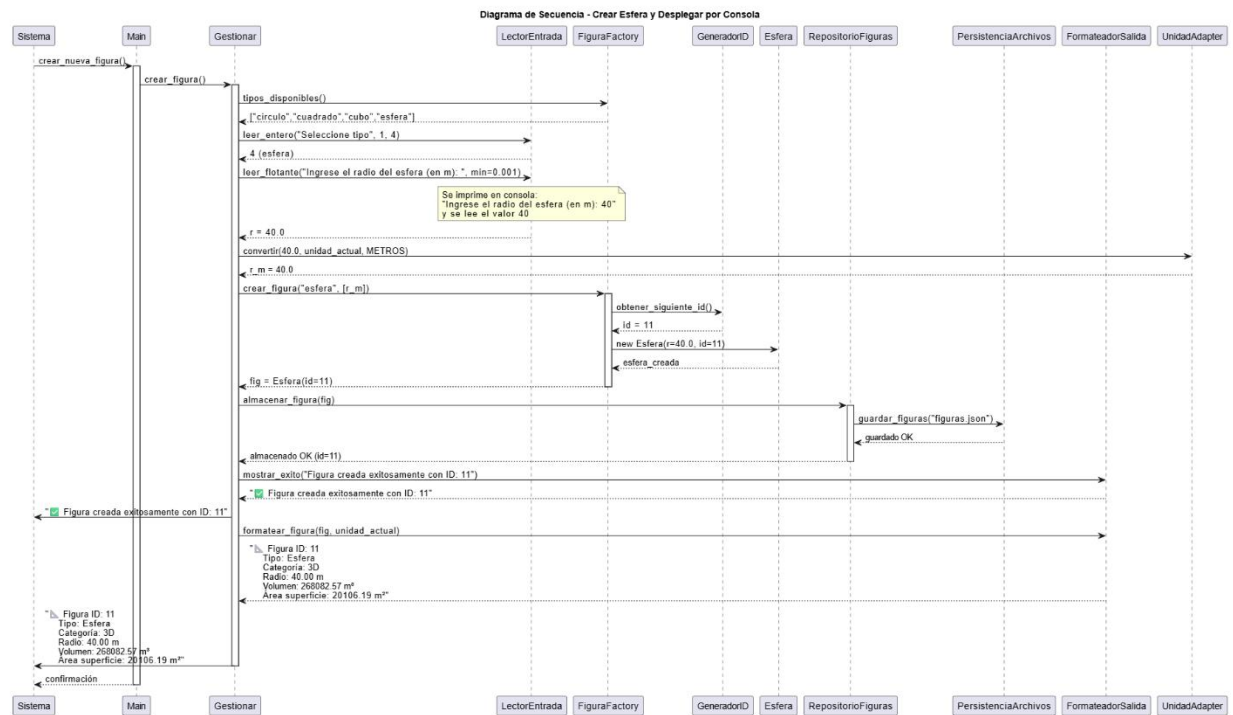 Diagrama de Secuencia - Crear Esfera y Desplegar por Consola
Sistema Main Gestionar LectorEntrada FiguraFactory GeneradorID Esfera RepositorioFiguras PersistenciaArchivos FormateadorSalida UnidadAdapter
crear_nueva_figura()
crear_figura()
tipos_disponibles()
["circulo","cuadrado","cubo","esfera"]
leer_entero("Seleccione tipo", 1, 4)
4 (esfera)
leer_flotante("Ingrese el radio del esfera (en m): ", min=0.001)
Se imprime en consola:
"Ingrese el radio del esfera (en m): 40"
y se lee el valor 40
r = 40.0
convertir(40.0, unidad_actual, METROS)
r_m = 40.0
crear_figura("esfera", [r_m])
obtener_siguiente_id()
id = 11
new Esfera(r=40.0, id=11)
esfera_creada
fig = Esfera(id=11)
almacenar_figura(fig)
guardar_figuras("figuras.json")
guardado OK
almacenado OK (id=11)
mostrar_exito("Figura creada exitosamente con ID: 11")
"✅ Figura creada exitosamente con ID: 11"
"✅ Figura creada exitosamente con ID: 11"
formatear_figura(fig, unidad_actual)
"📐 Figura ID: 11
Tipo: Esfera
Categoría: 3D
Radio: 40.00 m
Volumen: 268082.57 m³
Área superficie: 20106.19 m²"
"📐 Figura ID: 11
Tipo: Esfera
Categoría: 3D
Radio: 40.00 m
Volumen: 268082.57 m³
Área superficie: 20106.19 m²"
confirmación
Sistema Main Gestionar LectorEntrada FiguraFactory GeneradorID Esfera RepositorioFiguras PersistenciaArchivos FormateadorSalida UnidadAdapter